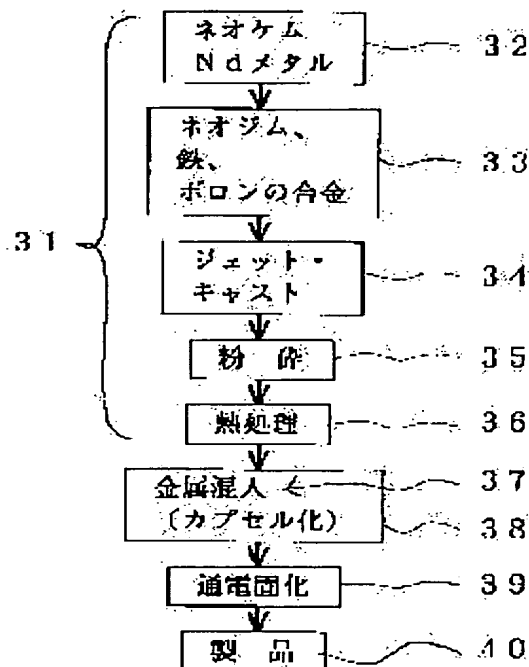 ネオケム
Ndメタル
32
ネオジム、
鉄、
ボロンの合金
33
31
ジェット・
キャスト
34
粉 砕
35
熱処理
36
金属混入
37
(カプセル化)
38
通電固化
39
製 品
40